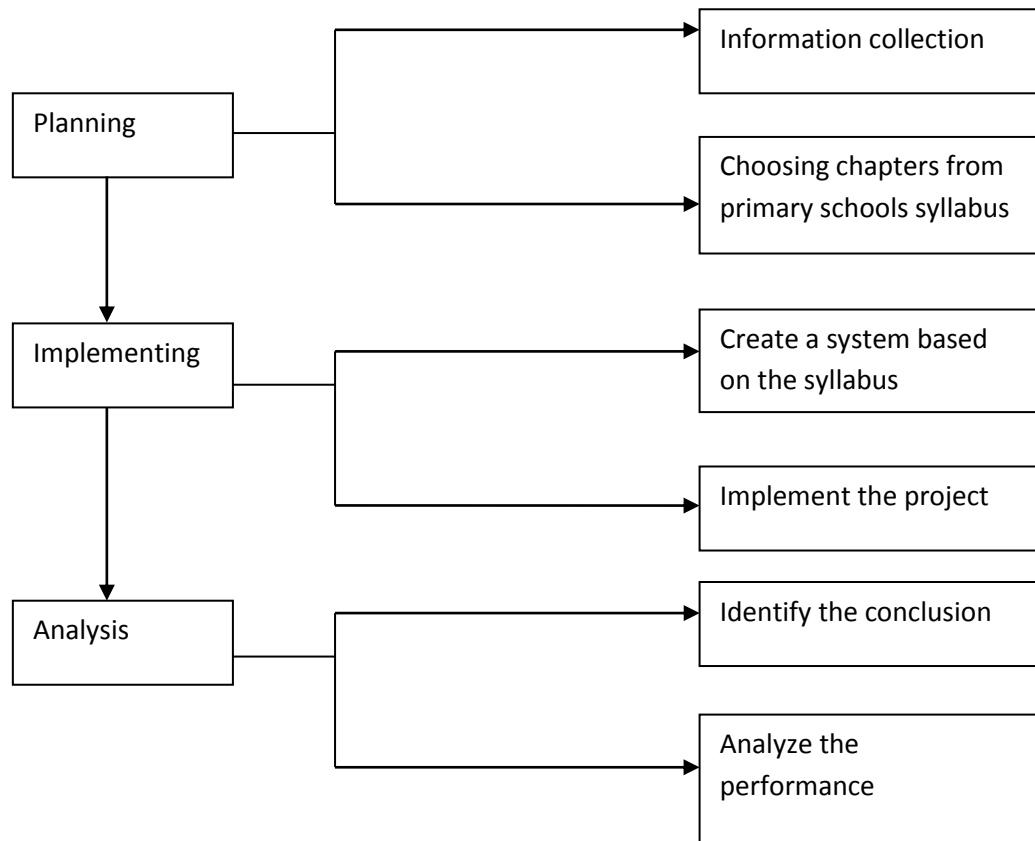 Information collection
Planning
Choosing chapters from
primary schools syllabus
Implementing
Create a system based
on the syllabus
Implement the project
Analysis
Identify the conclusion
Analyze the
performance